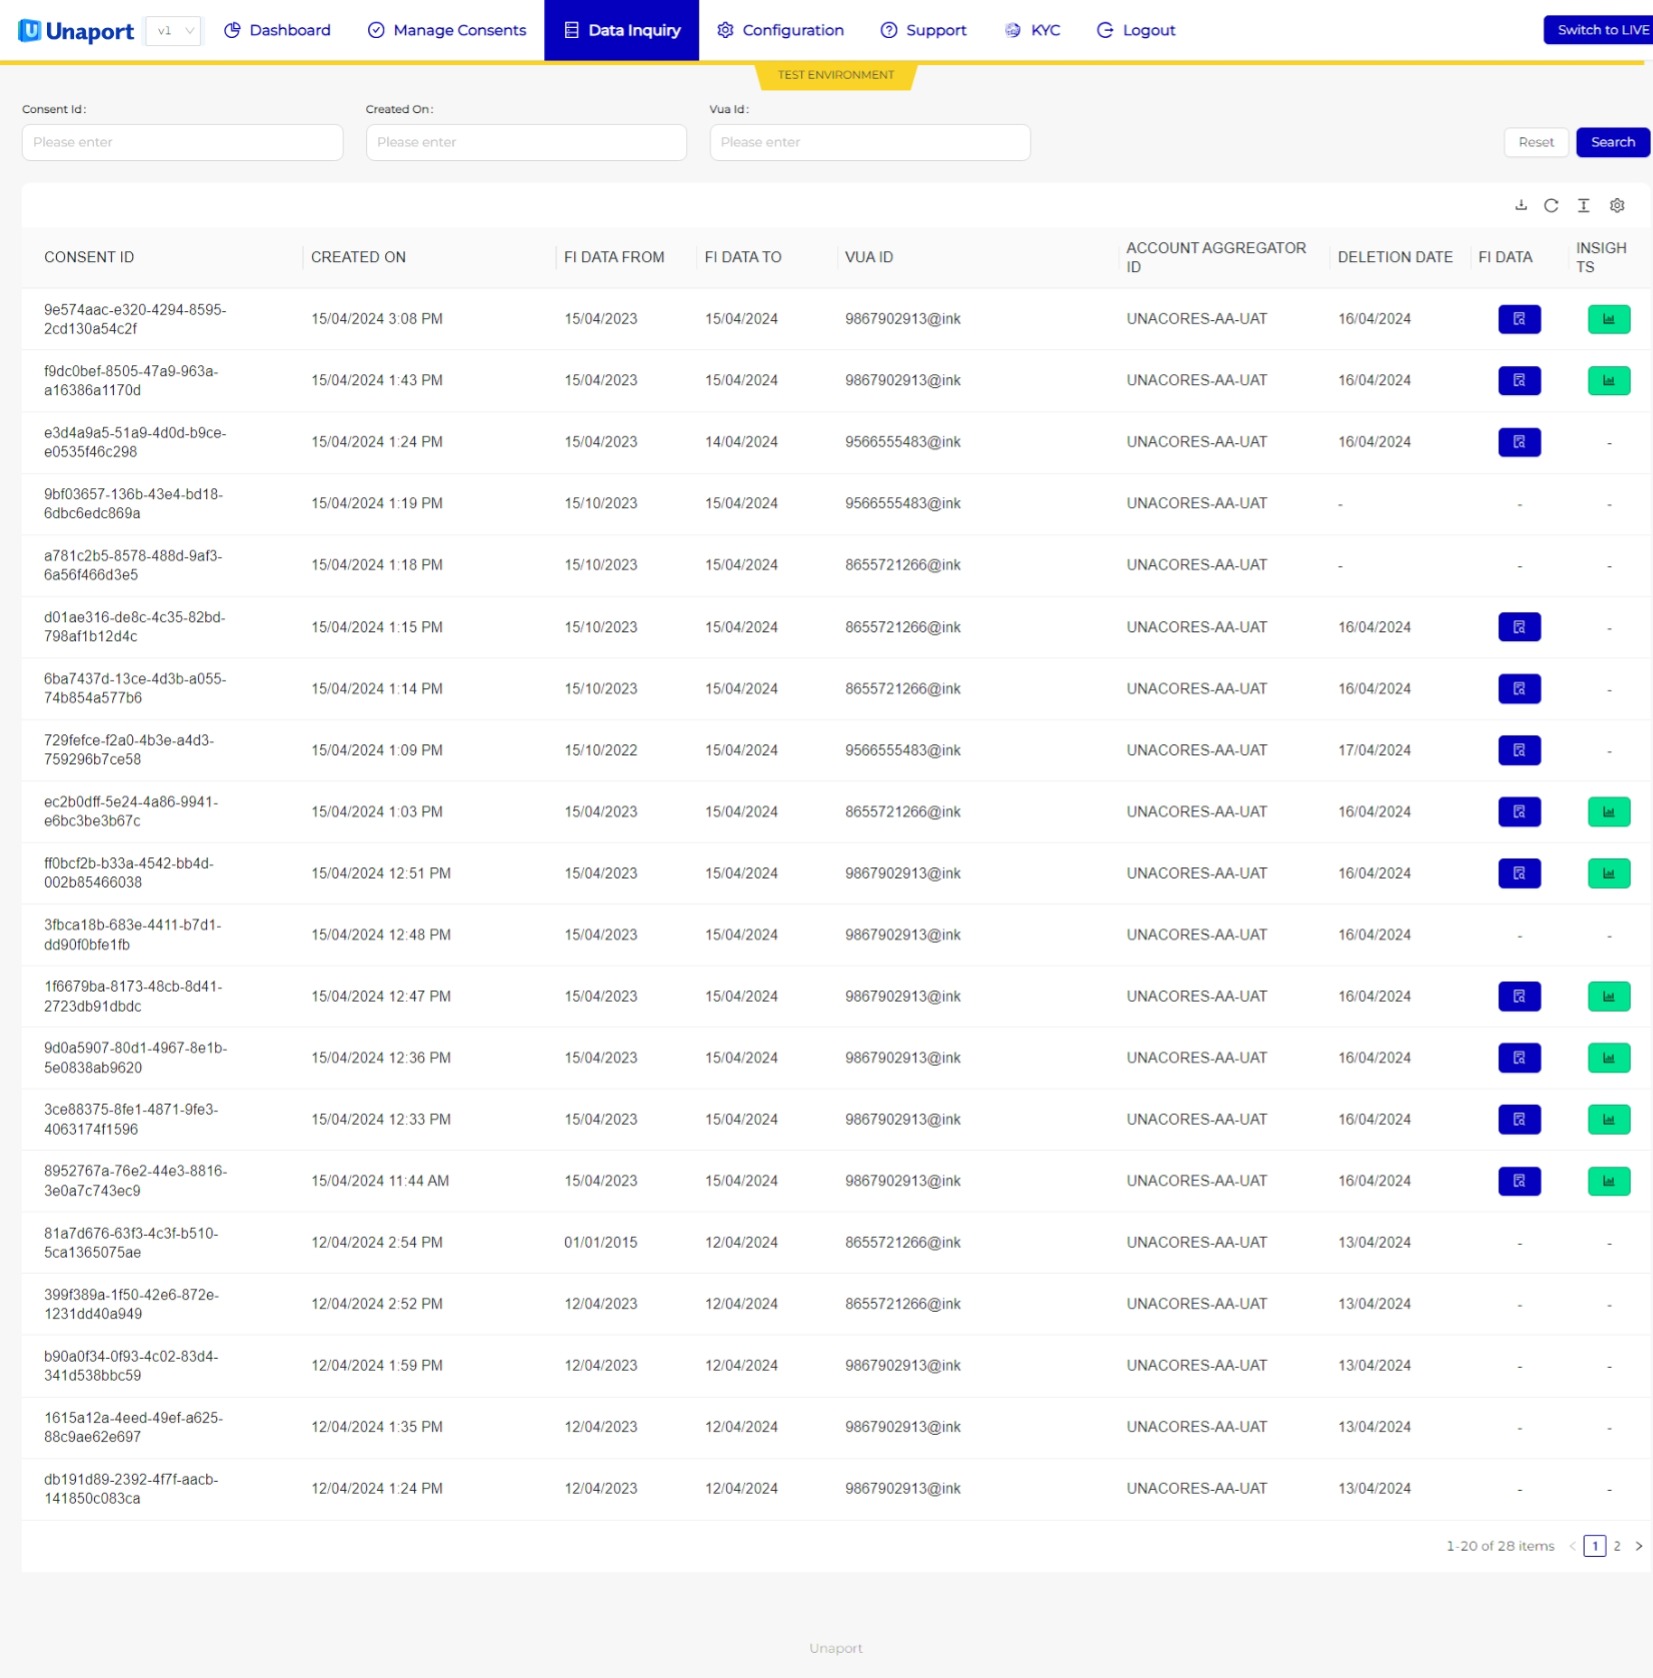 Unaport v1 Dashboard Manage Consents Data Inquiry Configuration Support KYC Logout Switch to LIVE
TEST ENVIRONMENT
Consent Id: Created On: Vua Id:
Please enter Please enter Please enter Reset Search
CONSENT ID CREATED ON FI DATA FROM FI DATA TO VUA ID ACCOUNT AGGREGATOR ID DELETION DATE FI DATA INSIGHTS
9e574aac-e320-4294-8595-
2cd130a54c2f 15/04/2024 3:08 PM 15/04/2023 15/04/2024 9867902913@ink UNACORES-AA-UAT 16/04/2024
f9dc0bef-8505-47a9-963a-
a16386a1170d 15/04/2024 1:43 PM 15/04/2023 15/04/2024 9867902913@ink UNACORES-AA-UAT 16/04/2024
e3d4a9a5-51a9-4d0d-b9ce-
e0535f46c298 15/04/2024 1:24 PM 15/04/2023 14/04/2024 9566555483@ink UNACORES-AA-UAT 16/04/2024 -
9bf03657-136b-43e4-bd18-
6dbc6edc869a 15/04/2024 1:19 PM 15/10/2023 15/04/2024 9566555483@ink UNACORES-AA-UAT - - -
a781c2b5-8578-488d-9af3-
6a56f466d3e5 15/04/2024 1:18 PM 15/10/2023 15/04/2024 8655721266@ink UNACORES-AA-UAT - - -
d01ae316-de8c-4c35-82bd-
798af1b12d4c 15/04/2024 1:15 PM 15/10/2023 15/04/2024 8655721266@ink UNACORES-AA-UAT 16/04/2024 -
6ba7437d-13ce-4d3b-a055-
74b854a577b6 15/04/2024 1:14 PM 15/10/2023 15/04/2024 8655721266@ink UNACORES-AA-UAT 16/04/2024 -
729fefce-f2a0-4b3e-a4d3-
759296b7ce58 15/04/2024 1:09 PM 15/10/2022 15/04/2024 9566555483@ink UNACORES-AA-UAT 17/04/2024 -
ec2b0dff-5e24-4a86-9941-
e6bc3be3b67c 15/04/2024 1:03 PM 15/04/2023 15/04/2024 8655721266@ink UNACORES-AA-UAT 16/04/2024
ff0bcf2b-b33a-4542-bb4d-
002b85466038 15/04/2024 12:51 PM 15/04/2023 15/04/2024 9867902913@ink UNACORES-AA-UAT 16/04/2024
3fbca18b-683e-4411-b7d1-
dd90f0bfe1fb 15/04/2024 12:48 PM 15/04/2023 15/04/2024 9867902913@ink UNACORES-AA-UAT 16/04/2024 - -
1f6679ba-8173-48cb-8d41-
2723db91dbdc 15/04/2024 12:47 PM 15/04/2023 15/04/2024 9867902913@ink UNACORES-AA-UAT 16/04/2024
9d0a5907-80d1-4967-8e1b-
5e0838ab9620 15/04/2024 12:36 PM 15/04/2023 15/04/2024 9867902913@ink UNACORES-AA-UAT 16/04/2024
3ce88375-8fe1-4871-9fe3-
4063174f1596 15/04/2024 12:33 PM 15/04/2023 15/04/2024 9867902913@ink UNACORES-AA-UAT 16/04/2024
8952767a-76e2-44e3-8816-
3e0a7c743ec9 15/04/2024 11:44 AM 15/04/2023 15/04/2024 9867902913@ink UNACORES-AA-UAT 16/04/2024
81a7d676-63f3-4c3f-b510-
5ca1365075ae 12/04/2024 2:54 PM 01/01/2015 12/04/2024 8655721266@ink UNACORES-AA-UAT 13/04/2024 - -
399f389a-1f50-42e6-872e-
1231dd40a949 12/04/2024 2:52 PM 12/04/2023 12/04/2024 8655721266@ink UNACORES-AA-UAT 13/04/2024 - -
b90a0f34-0f93-4c02-83d4-
341d538bbc59 12/04/2024 1:59 PM 12/04/2023 12/04/2024 9867902913@ink UNACORES-AA-UAT 13/04/2024 - -
1615a12a-4eed-49ef-a625-
88c9ae62e697 12/04/2024 1:35 PM 12/04/2023 12/04/2024 9867902913@ink UNACORES-AA-UAT 13/04/2024 - -
db191d89-2392-4f7f-aacb-
141850c083ca 12/04/2024 1:24 PM 12/04/2023 12/04/2024 9867902913@ink UNACORES-AA-UAT 13/04/2024 - -
1-20 of 28 items < 1 2 >
Unaport